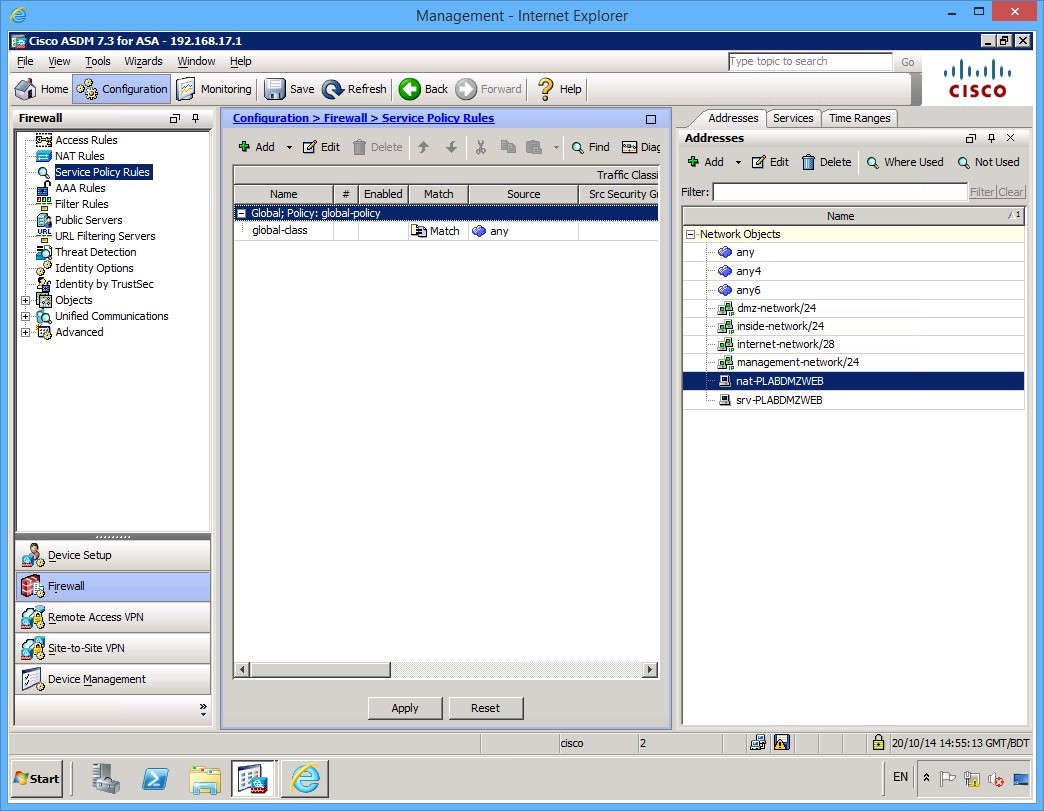 Management - Internet Explorer
Cisco ASDM 7.3 for ASA - 192.168.17.1
File View Tools Wizards Window Help
Type topic to search Go
Home Configuration Monitoring Save Refresh Back Forward Help
CISCO
Firewall
Access Rules
NAT Rules
Service Policy Rules
AAA Rules
Filter Rules
Public Servers
URL URL Filtering Servers
Threat Detection
Identity Options
Identity by TrustSec
Objects
Unified Communications
Advanced
Device Setup
Firewall
Remote Access VPN
Site-to-Site VPN
Device Management
Configuration > Firewall > Service Policy Rules
Add Edit Delete Find Diag
Traffic Classi
Name # Enabled Match Source Src Security Gr
Global; Policy: global-policy
global-class Match any
Apply Reset
Addresses Services Time Ranges
Addresses
Add Edit Delete Where Used Not Used
Filter: Filter Clear
Name 1
Network Objects
any
any4
any6
dmz-network/24
inside-network/24
internet-network/28
management-network/24
nat-PLABDMZWEB
srv-PLABDMZWEB
cisco 2 20/10/14 14:55:13 GMT/BDT
Start EN